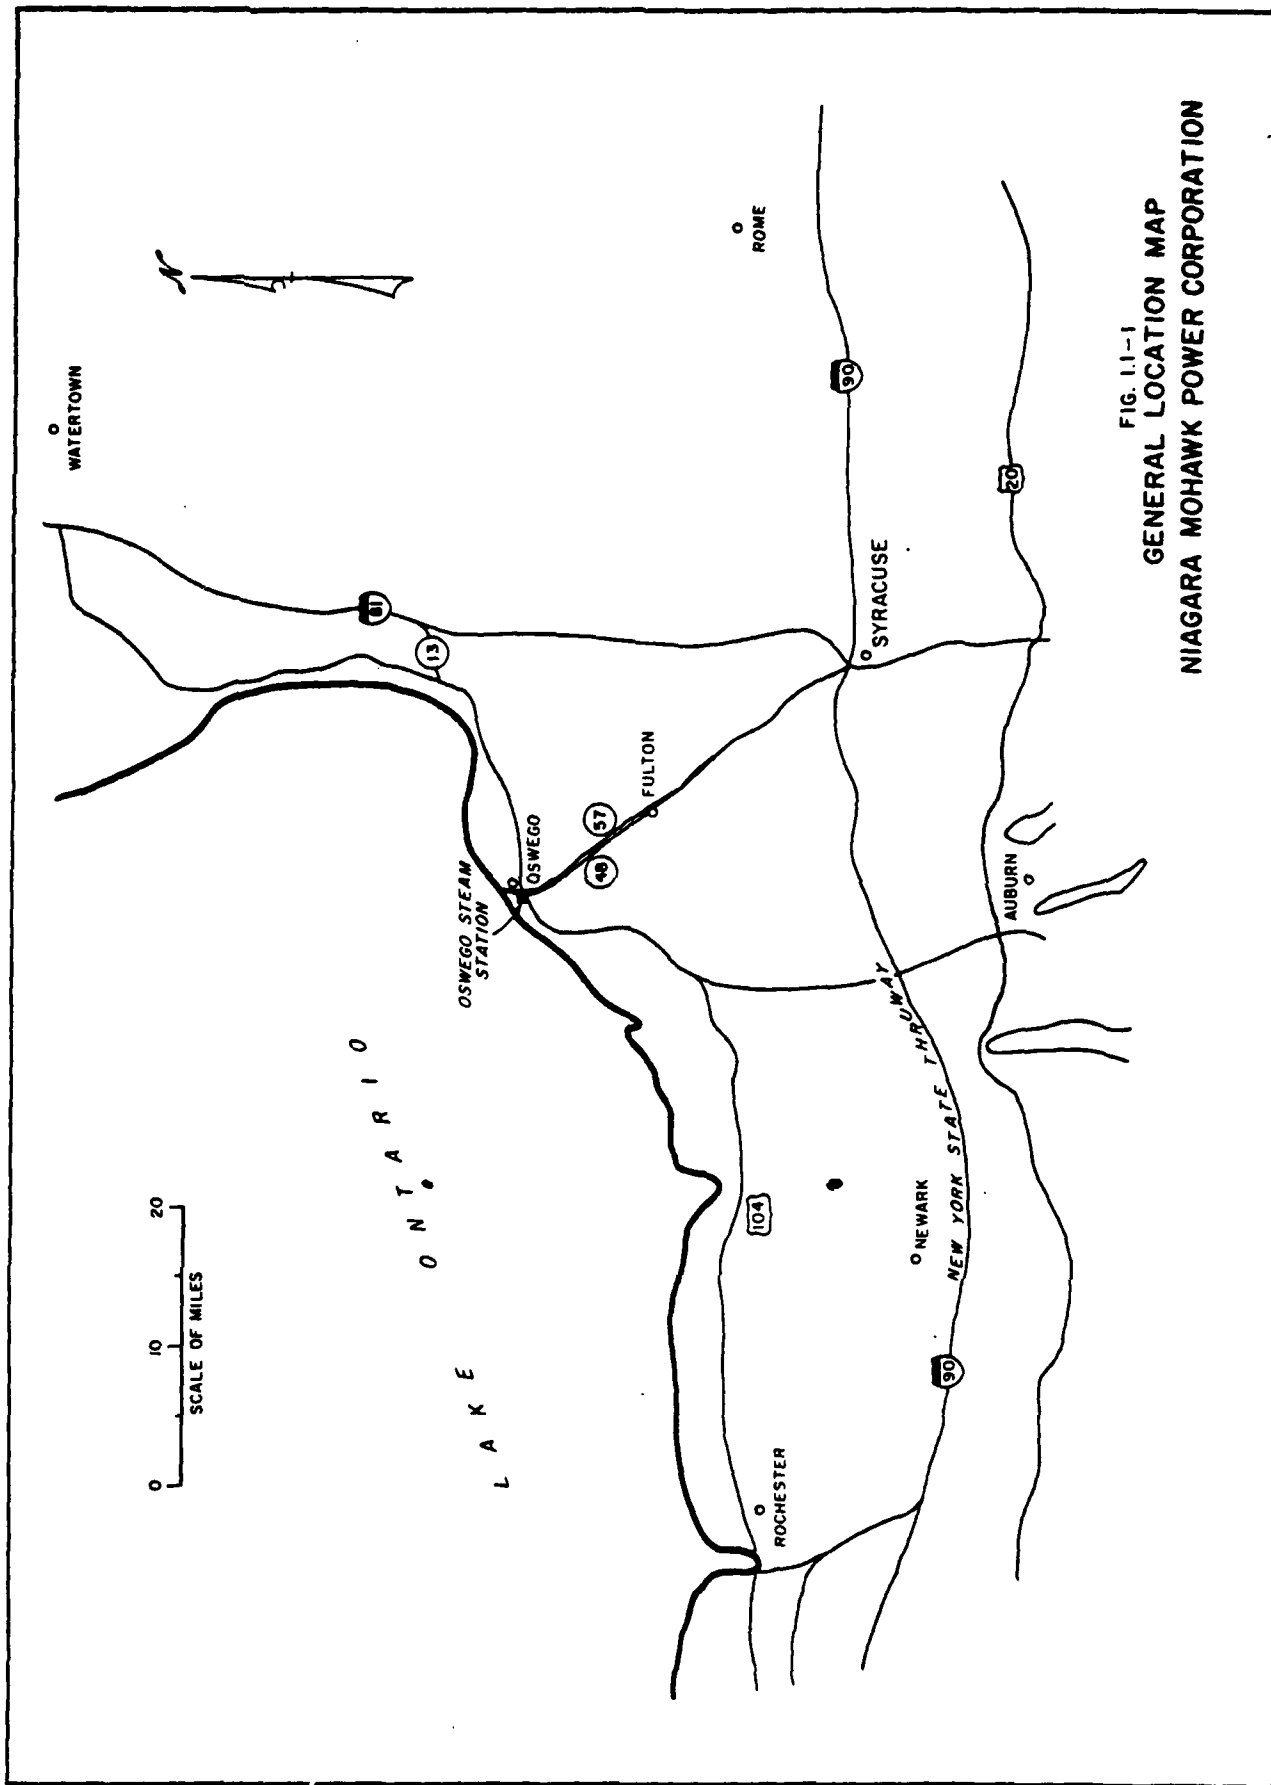 WATERTOWN
N
81
13
0 10 20
SCALE OF MILES
LAKE ONTARIO
OSWEGO STEAM
STATION
OSWEGO
57
48
FULTON
ROME
90
SYRACUSE
20
104
ROCHESTER
NEWARK
NEW YORK STATE THRUWAY
90
AUBURN
FIG. 1.1-1
GENERAL LOCATION MAP
NIAGARA MOHAWK POWER CORPORATION